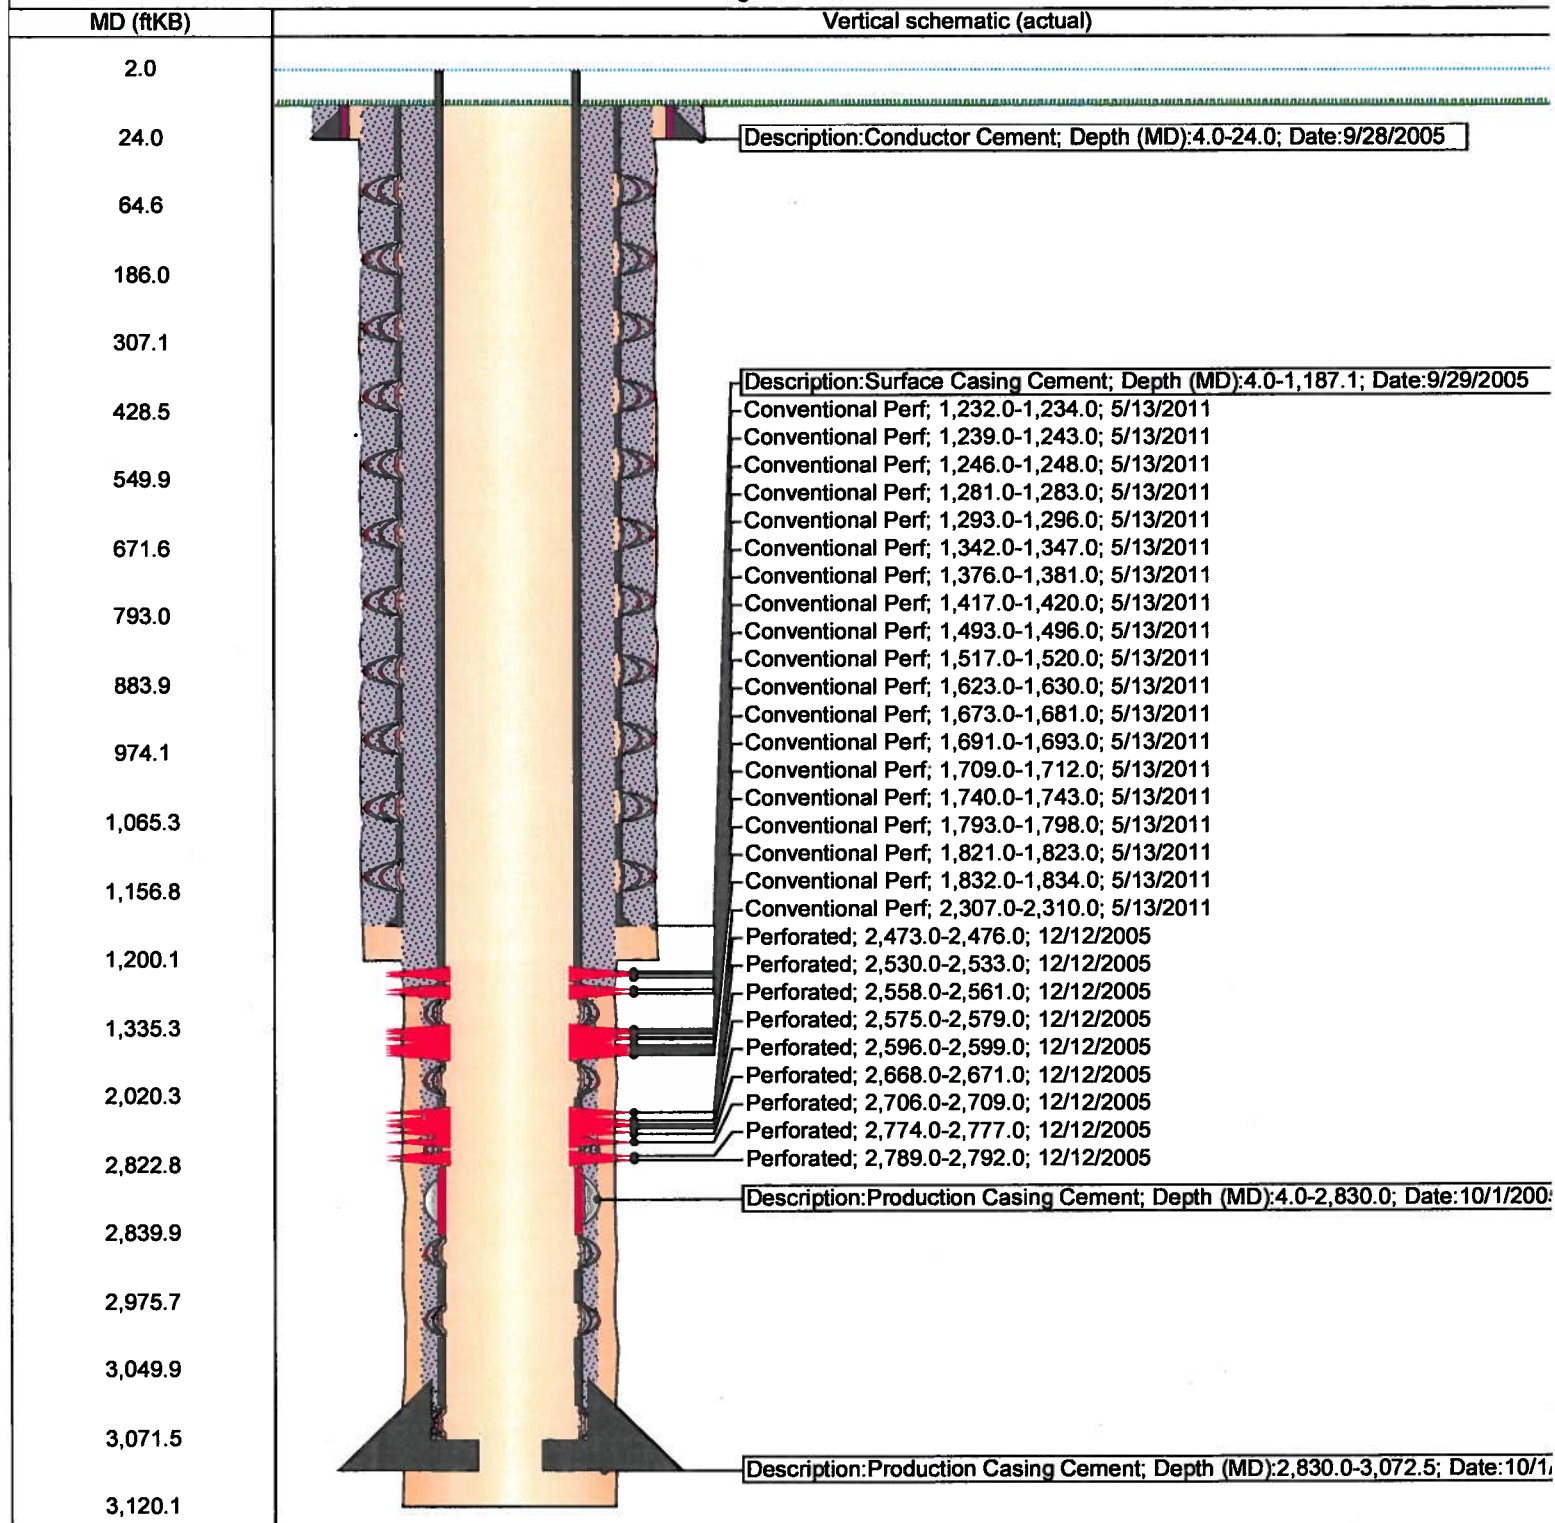 MD (ftKB)
Vertical schematic (actual)
2.0
24.0
64.6
186.0
307.1
428.5
549.9
671.6
793.0
883.9
974.1
1,065.3
1,156.8
1,200.1
1,335.3
2,020.3
2,822.8
2,839.9
2,975.7
3,049.9
3,071.5
3,120.1
Description:Conductor Cement; Depth (MD):4.0-24.0; Date:9/28/2005
Description:Surface Casing Cement; Depth (MD):4.0-1,187.1; Date:9/29/2005
Conventional Perf; 1,232.0-1,234.0; 5/13/2011
Conventional Perf; 1,239.0-1,243.0; 5/13/2011
Conventional Perf; 1,246.0-1,248.0; 5/13/2011
Conventional Perf; 1,281.0-1,283.0; 5/13/2011
Conventional Perf; 1,293.0-1,296.0; 5/13/2011
Conventional Perf; 1,342.0-1,347.0; 5/13/2011
Conventional Perf; 1,376.0-1,381.0; 5/13/2011
Conventional Perf; 1,417.0-1,420.0; 5/13/2011
Conventional Perf; 1,493.0-1,496.0; 5/13/2011
Conventional Perf; 1,517.0-1,520.0; 5/13/2011
Conventional Perf; 1,623.0-1,630.0; 5/13/2011
Conventional Perf; 1,673.0-1,681.0; 5/13/2011
Conventional Perf; 1,691.0-1,693.0; 5/13/2011
Conventional Perf; 1,709.0-1,712.0; 5/13/2011
Conventional Perf; 1,740.0-1,743.0; 5/13/2011
Conventional Perf; 1,793.0-1,798.0; 5/13/2011
Conventional Perf; 1,821.0-1,823.0; 5/13/2011
Conventional Perf; 1,832.0-1,834.0; 5/13/2011
Conventional Perf; 2,307.0-2,310.0; 5/13/2011
Perforated; 2,473.0-2,476.0; 12/12/2005
Perforated; 2,530.0-2,533.0; 12/12/2005
Perforated; 2,558.0-2,561.0; 12/12/2005
Perforated; 2,575.0-2,579.0; 12/12/2005
Perforated; 2,596.0-2,599.0; 12/12/2005
Perforated; 2,668.0-2,671.0; 12/12/2005
Perforated; 2,706.0-2,709.0; 12/12/2005
Perforated; 2,774.0-2,777.0; 12/12/2005
Perforated; 2,789.0-2,792.0; 12/12/2005
Description:Production Casing Cement; Depth (MD):4.0-2,830.0; Date:10/1/200
Description:Production Casing Cement; Depth (MD):2,830.0-3,072.5; Date:10/1/